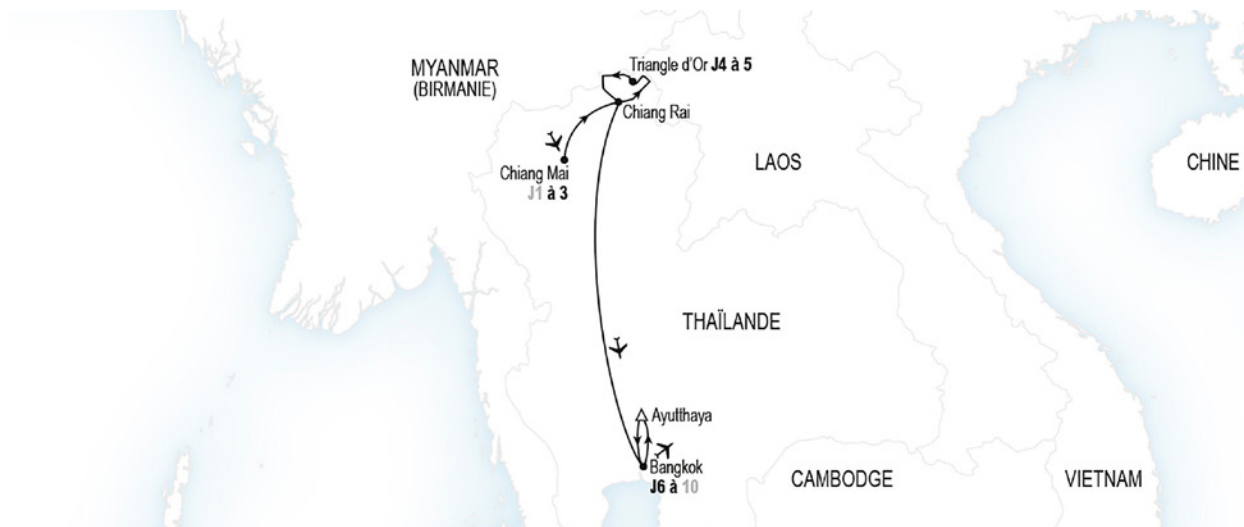 Triangle d'Or J4 à 5
MYANMAR
(BIRMANIE)
Chiang Rai
Chiang Mai
J1 à 3
LAOS
CHINE
THAÏLANDE
Ayutthaya
Bangkok
J6 à 10
CAMBODGE
VIETNAM